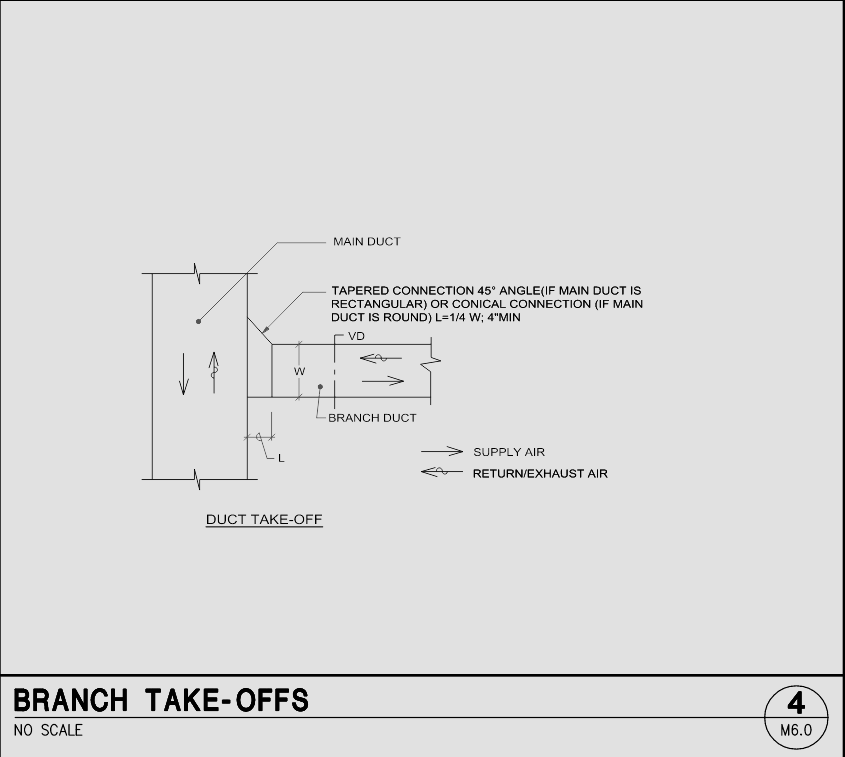 MAIN DUCT
TAPERED CONNECTION 45° ANGLE(IF MAIN DUCT IS
RECTANGULAR) OR CONICAL CONNECTION (IF MAIN
DUCT IS ROUND) L=1/4 W; 4"MIN
VD
W
BRANCH DUCT
L
SUPPLY AIR
RETURN/EXHAUST AIR
DUCT TAKE-OFF
BRANCH TAKE-OFFS
NO SCALE
4
M6.0